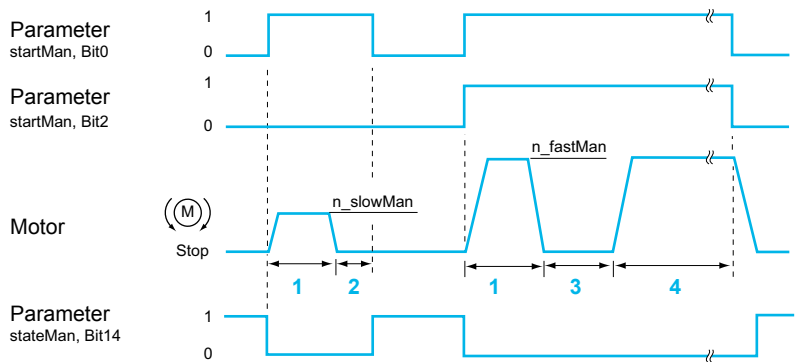 Parameter
startMan, Bit0
1
0
Parameter
startMan, Bit2
1
0
n_fastMan
n_slowMan
Motor
M
Stop
1
2
1
3
4
Parameter
stateMan, Bit14
1
0